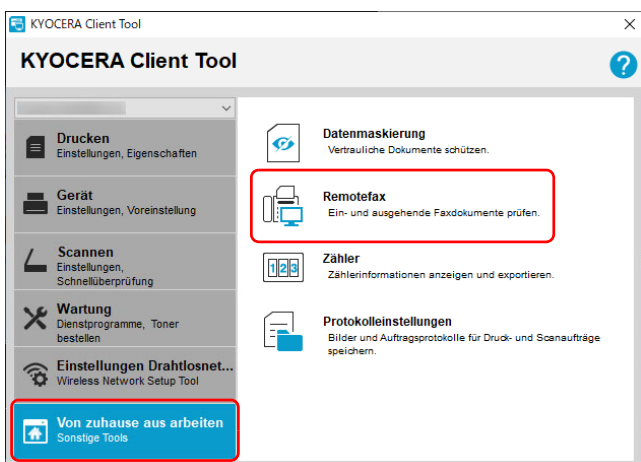 KYOCERA Client Tool
KYOCERA Client Tool
?
Drucken
Einstellungen, Eigenschaften
Gerät
Einstellungen, Voreinstellung
Scannen
Einstellungen,
Schnellüberprüfung
Wartung
Dienstprogramme, Toner
bestellen
Einstellungen Drahtlosnet...
Wireless Network Setup Tool
Von zuhause aus arbeiten
Sonstige Tools
Datenmaskierung
Vertrauliche Dokumente schützen.
Remotefax
Ein- und ausgehende Faxdokumente prüfen.
123
Zähler
Zählerinformationen anzeigen und exportieren.
Protokolleinstellungen
Bilder und Auftragsprotokolle für Druck- und Scanaufträge
speichern.